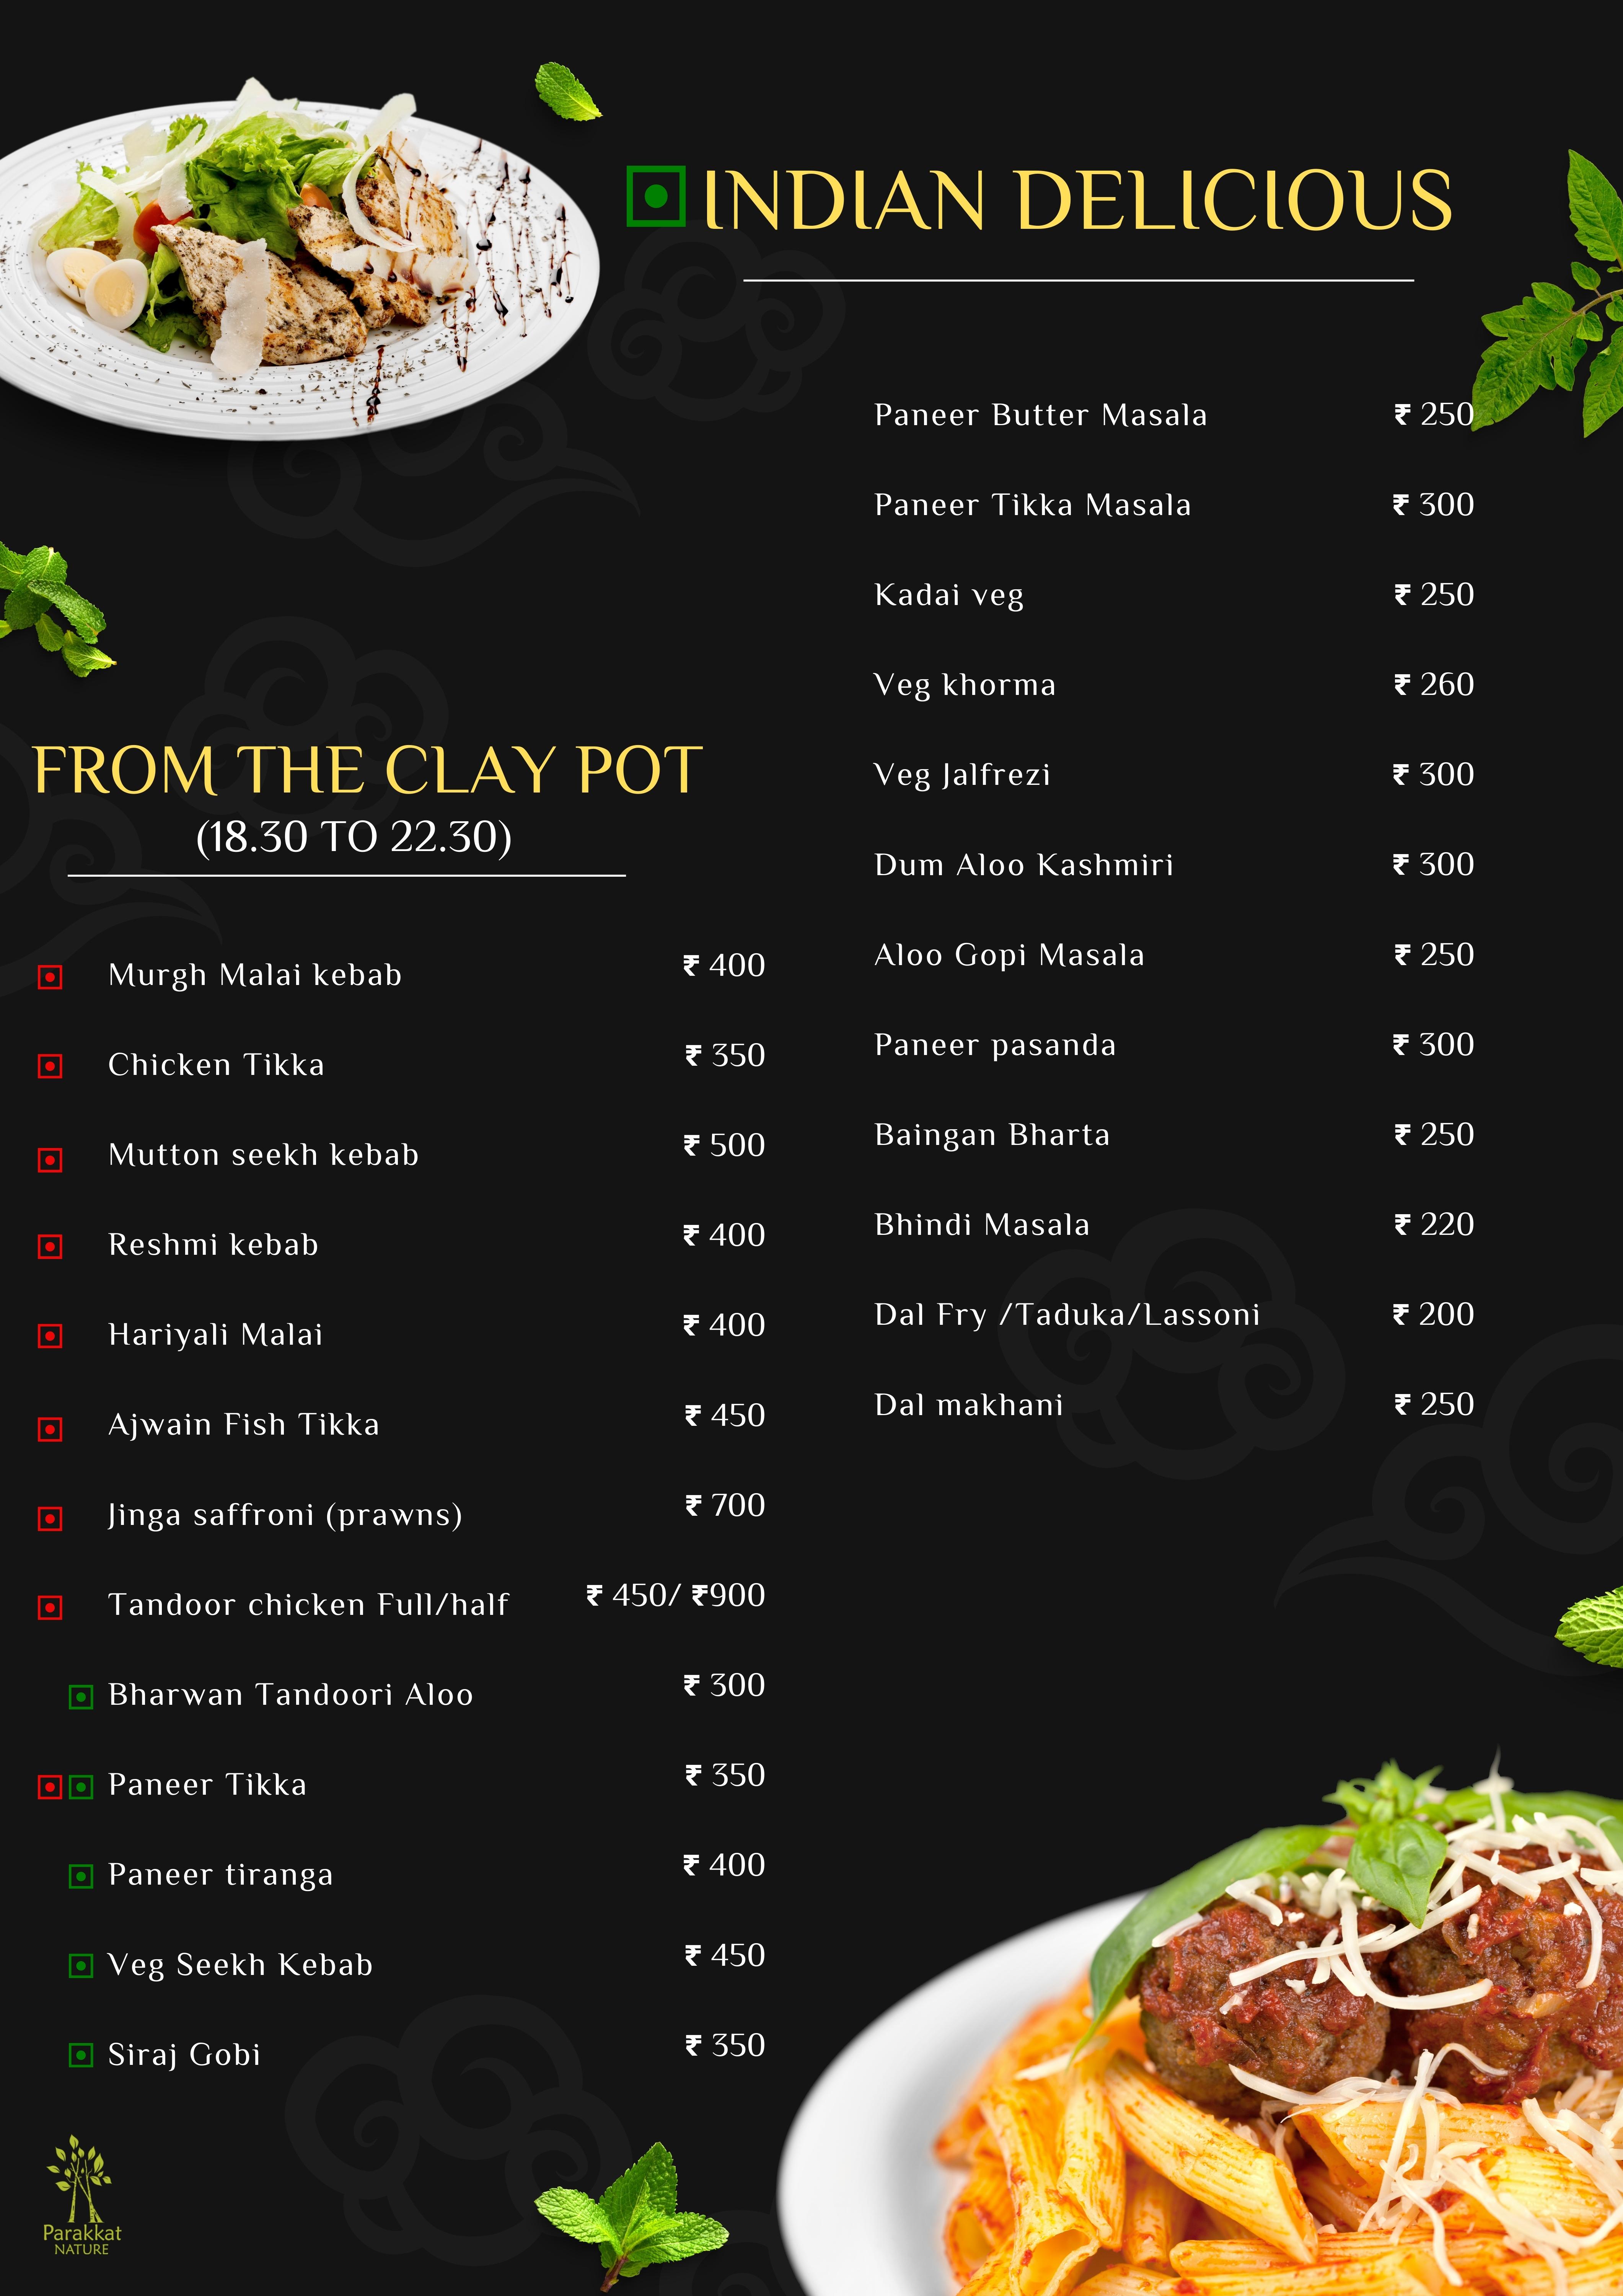 INDIAN DELICIOUS
Paneer Butter Masala ₹ 250
Paneer Tikka Masala ₹ 300
Kadai veg ₹ 250
Veg khorma ₹ 260
Veg Jalfrezi ₹ 300
Dum Aloo Kashmiri ₹ 300
Aloo Gopi Masala ₹ 250
Paneer pasanda ₹ 300
Baingan Bharta ₹ 250
Bhindi Masala ₹ 220
Dal Fry /Taduka/Lassoni ₹ 200
Dal makhani ₹ 250
FROM THE CLAY POT
(18.30 TO 22.30)
Murgh Malai kebab ₹ 400
Chicken Tikka ₹ 350
Mutton seekh kebab ₹ 500
Reshmi kebab ₹ 400
Hariyali Malai ₹ 400
Ajwain Fish Tikka ₹ 450
Jinga saffroni (prawns) ₹ 700
Tandoor chicken Full/half ₹ 450/ ₹900
Bharwan Tandoori Aloo ₹ 300
Paneer Tikka ₹ 350
Paneer tiranga ₹ 400
Veg Seekh Kebab ₹ 450
Siraj Gobi ₹ 350
Parakkat
NATURE